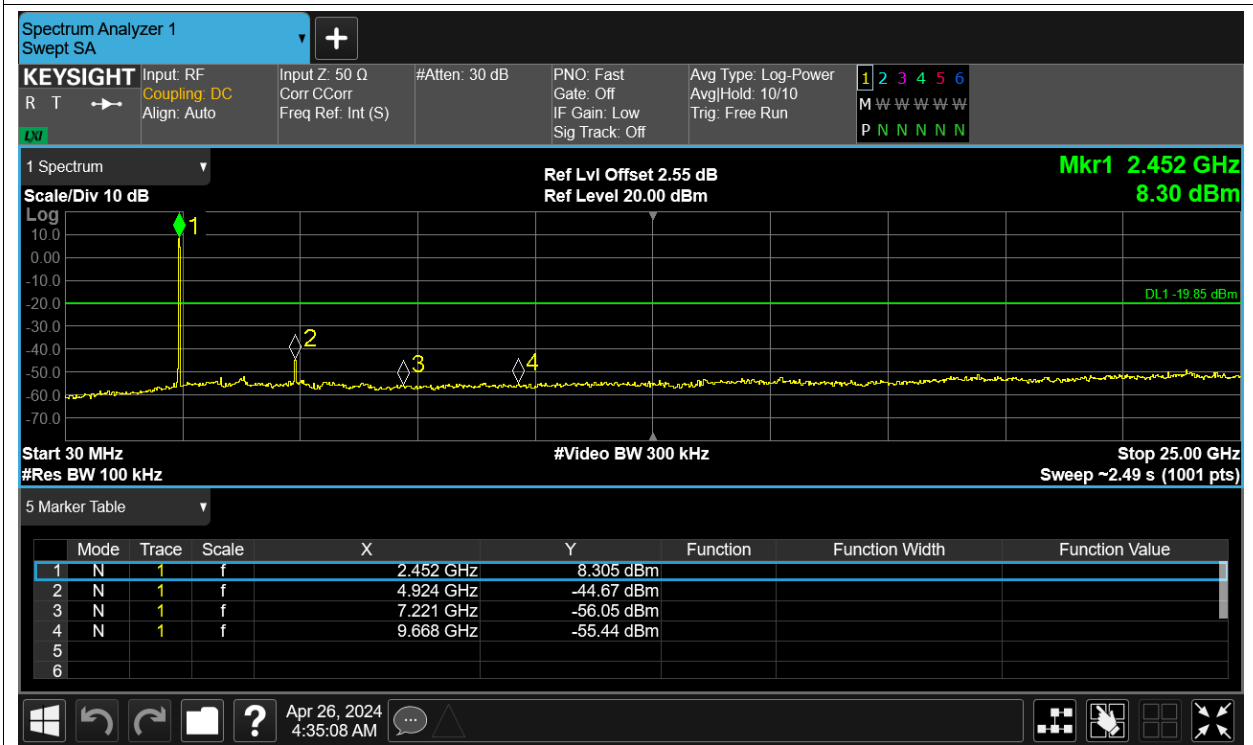 Spectrum Analyzer 1
Swept SA
+
KEYSIGHT Input: RF Input Z: 50 Ω #Atten: 30 dB PNO: Fast Avg Type: Log-Power 1 2 3 4 5 6
R T Coupling: DC Corr CCorr Gate: Off Avg|Hold: 10/10 M W W W W W W
Align: Auto Freq Ref: Int (S) IF Gain: Low Trig: Free Run
LXI Sig Track: Off P N N N N N N
1 Spectrum Ref Lvl Offset 2.55 dB Mkr1 2.452 GHz
Scale/Div 10 dB Ref Level 20.00 dBm 8.30 dBm
Log
1
10.0
0.00
-10.0
DL1 -19.85 dBm
-20.0
-30.0
2
-40.0
3 4
-50.0
-60.0
-70.0
Start 30 MHz #Video BW 300 kHz Stop 25.00 GHz
#Res BW 100 kHz Sweep ~2.49 s (1001 pts)
5 Marker Table
Mode Trace Scale X Y Function Function Width Function Value
1 N 1 f 2.452 GHz 8.305 dBm
2 N 1 f 4.924 GHz -44.67 dBm
3 N 1 f 7.221 GHz -56.05 dBm
4 N 1 f 9.668 GHz -55.44 dBm
5
6
? Apr 26, 2024
4:35:08 AM